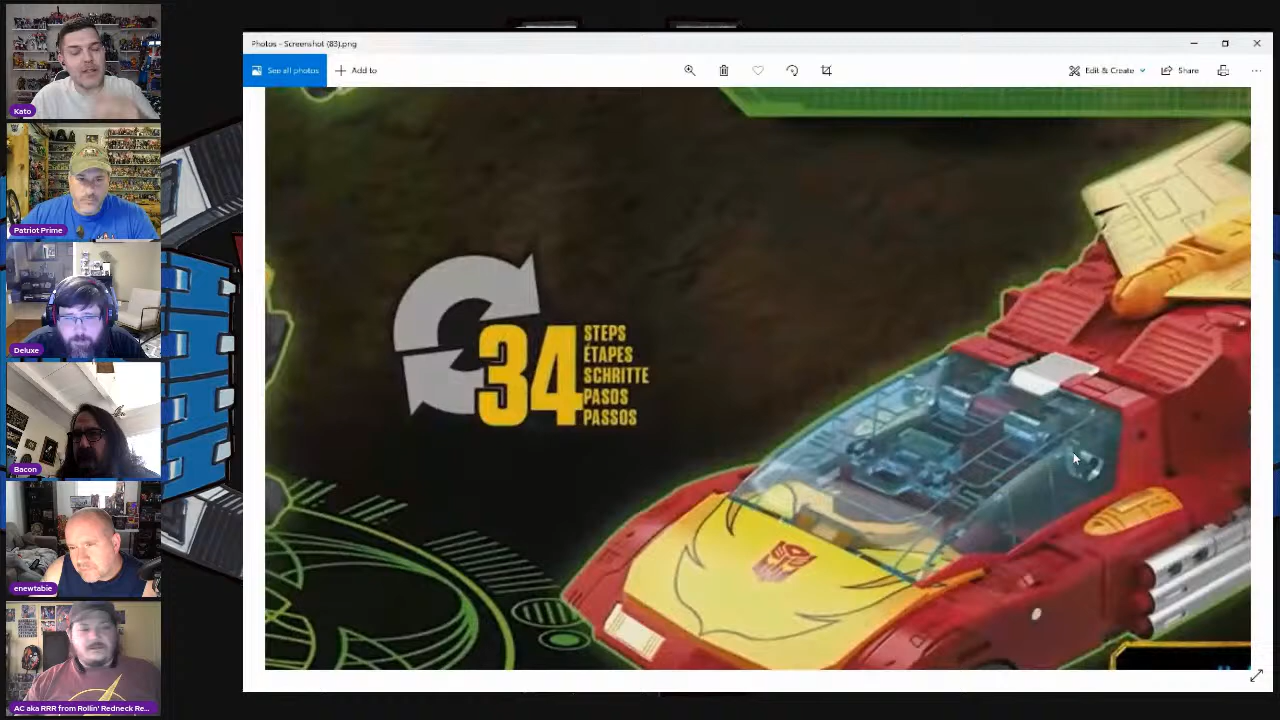 Photos - Screenshot (83).png
See all photos
Add to
Edit & Create
Share
Kato
Patriot Prime
Deluxe
Bacon
enewtabie
AC aka RRR from Rollin' Redneck Re...
34
STEPS
ÉTAPES
SCHRITTE
PASOS
PASSOS